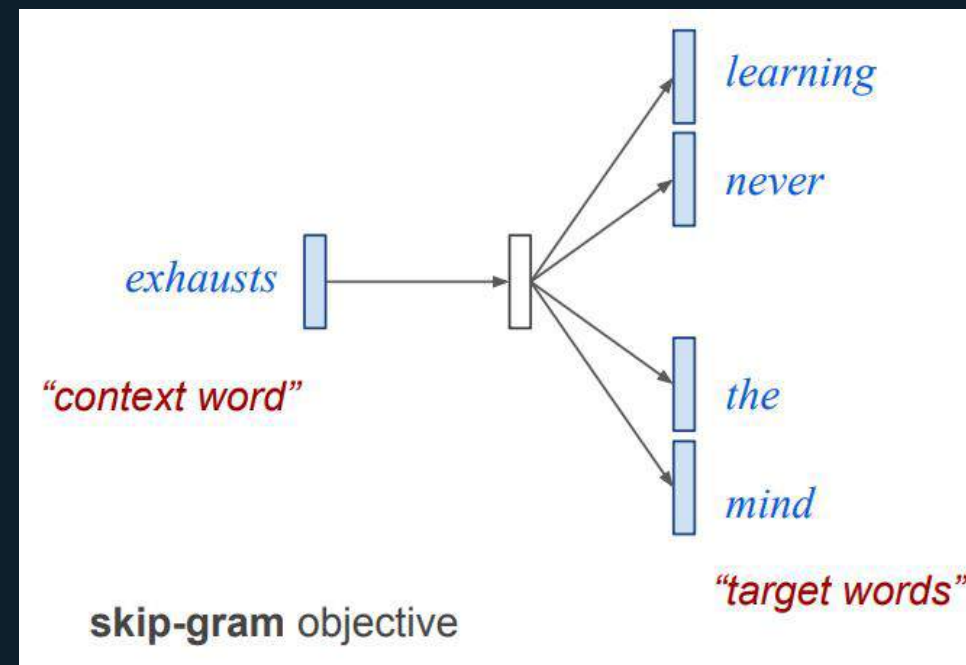 learning
never
exhausts
“context word”
the
mind
“target words”
skip-gram objective